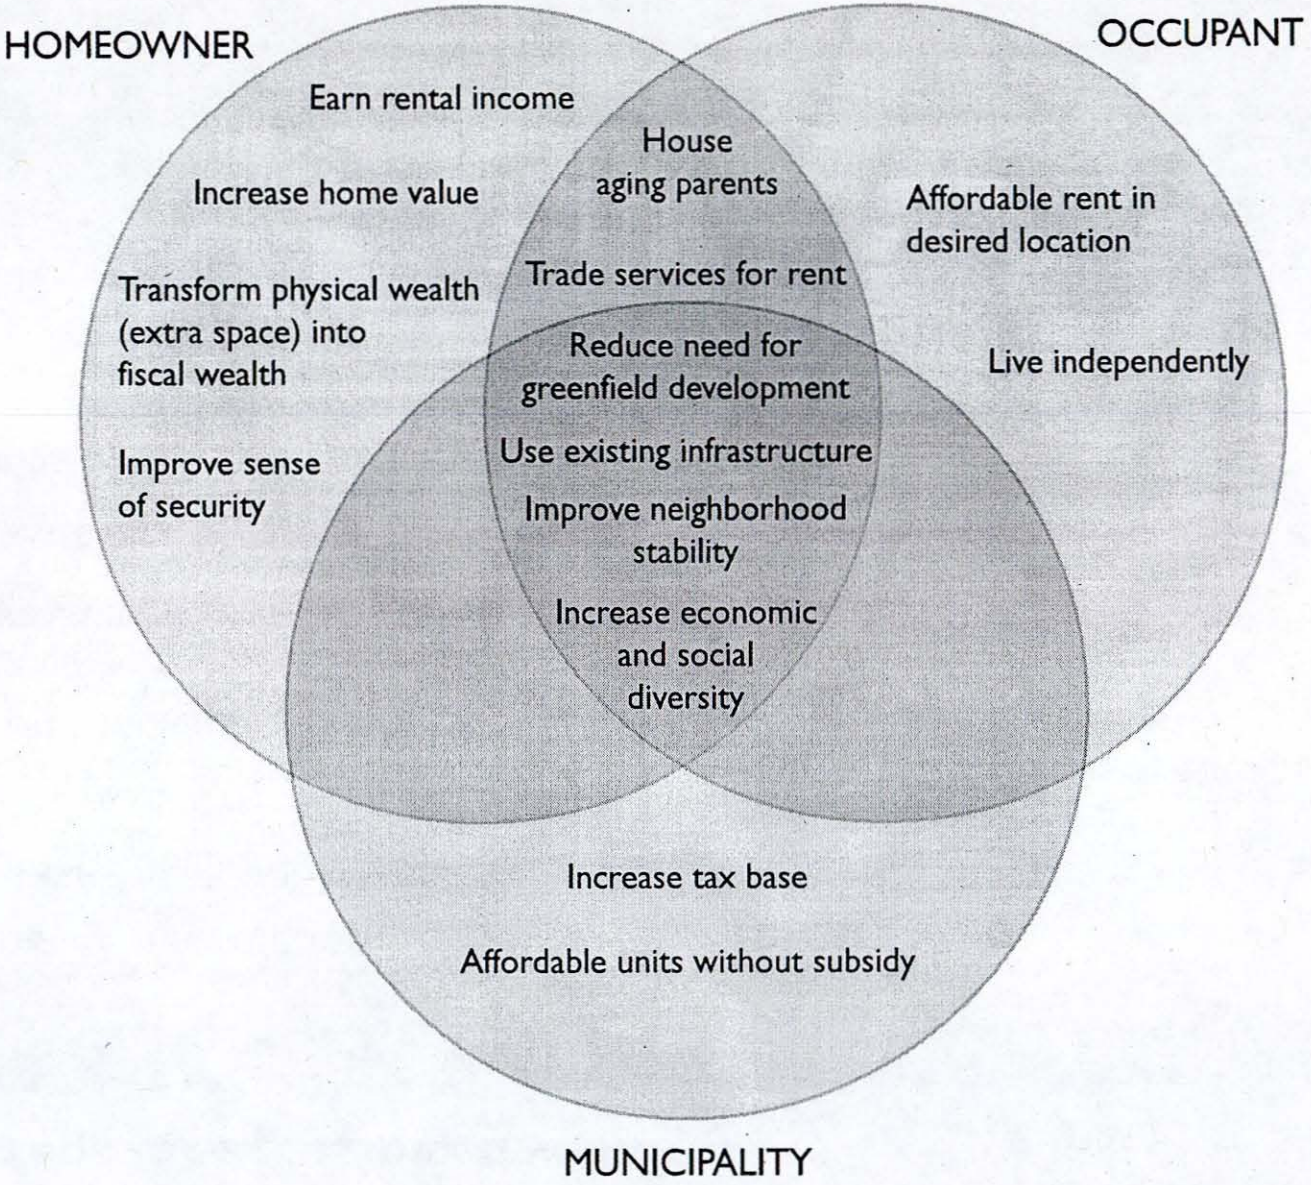 HOMEOWNER
OCCUPANT
Earn rental income
Increase home value
Transform physical wealth
(extra space) into
fiscal wealth
Improve sense
of security
House
aging parents
Trade services for rent
Affordable rent in
desired location
Live independently
Reduce need for
greenfield development
Use existing infrastructure
Improve neighborhood
stability
Increase economic
and social
diversity
Increase tax base
Affordable units without subsidy
MUNICIPALITY